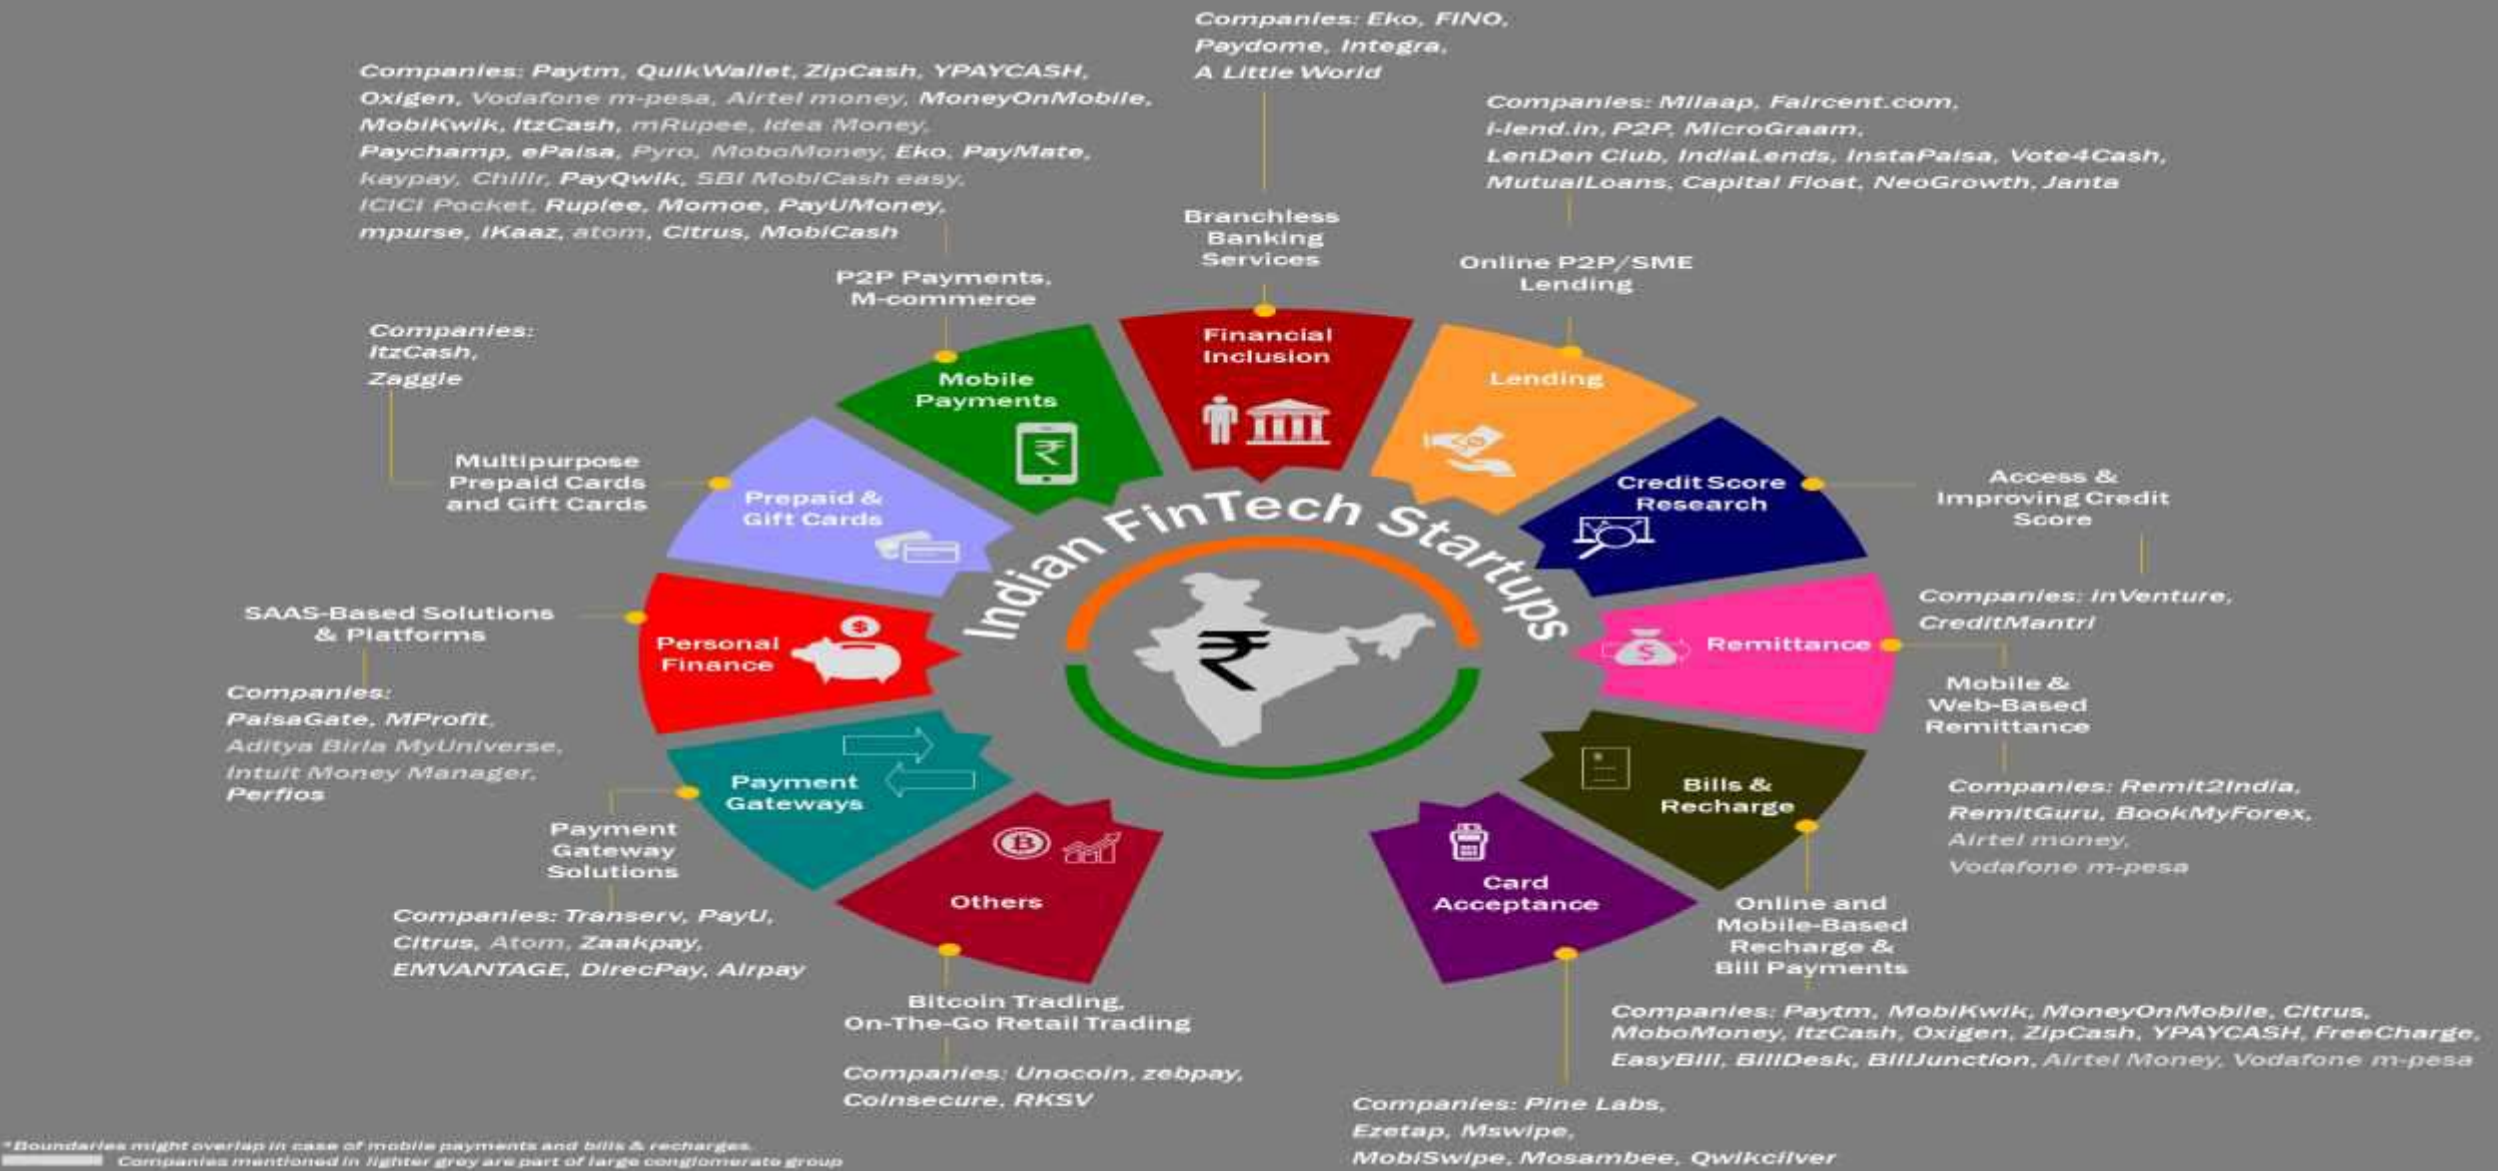 Companies: Eko, FINO,
Paydome, Integra,
A Little World
Branchless
Banking
Services
Financial
Inclusion
Companies: Paytm, QuikWallet, ZipCash, YPAYCASH,
Oxigen, Vodafone m-pesa, Airtel money, MoneyOnMobile,
MobiKwik, ItzCash, mRupee, Idea Money,
Paychamp, ePaisa, Pyro, MoboMoney, Eko, PayMate,
kaypay, Chillr, PayQwik, SBI MobiCash easy,
ICICI Pocket, Ruplee, Momoe, PayUMoney,
mpurse, iKaaz, atom, Citrus, MobiCash
P2P Payments,
M-commerce
Mobile
Payments
Companies: Milaap, Faircent.com,
i-lend.in, P2P, MicroGraam,
LenDen Club, IndiaLends, InstaPaisa, Vote4Cash,
MutualLoans, Capital Float, NeoGrowth, Janta
Online P2P/SME
Lending
Lending
Companies:
ItzCash,
Zaggle
Multipurpose
Prepaid Cards
and Gift Cards
Prepaid &
Gift Cards
Credit Score
Research
Access &
Improving Credit
Score
Companies: inVenture,
CreditMantri
Indian FinTech Startups
₹
SAAS-Based Solutions
& Platforms
Personal
Finance
Companies:
PaisaGate, MProfit,
Aditya Birla MyUniverse,
Intuit Money Manager,
Perfios
Remittance
Mobile &
Web-Based
Remittance
Companies: Remit2India,
RemitGuru, BookMyForex,
Airtel money,
Vodafone m-pesa
Payment
Gateways
Payment
Gateway
Solutions
Companies: Transerv, PayU,
Citrus, Atom, Zaakpay,
EMVANTAGE, DirecPay, Airpay
Bills &
Recharge
Online and
Mobile-Based
Recharge &
Bill Payments
Companies: Paytm, MobiKwik, MoneyOnMobile, Citrus,
MoboMoney, ItzCash, Oxigen, ZipCash, YPAYCASH, FreeCharge,
EasyBill, BillDesk, BillJunction, Airtel Money, Vodafone m-pesa
Others
Bitcoin Trading,
On-The-Go Retail Trading
Companies: Unocoin, zebpay,
Coinsecure, RKSV
Card
Acceptance
Companies: Pine Labs,
Ezetap, Mswipe,
MobiSwipe, Mosambee, Qwikcilver
*Boundaries might overlap in case of mobile payments and bills & recharges.
Companies mentioned in lighter grey are part of large conglomerate group